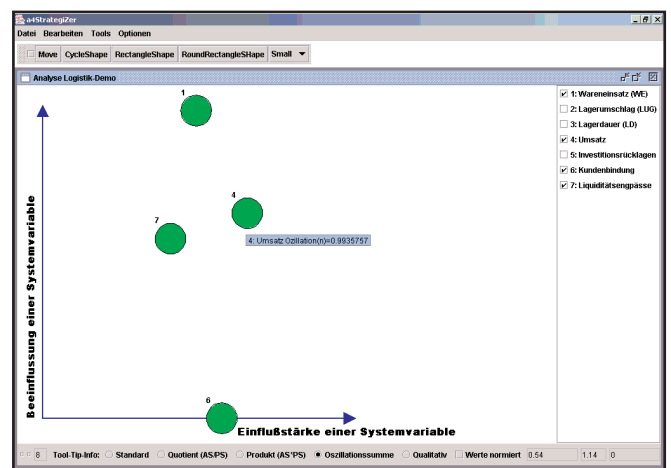 a4StrategiZer
Datei Bearbeiten Tools Optionen
Move CycleShape RectangleShape RoundRectangleSHape Small
Analyse Logistik-Demo
1: Wareneinsatz (WE)
2: Lagerumschlag (LUG)
3: Lagerdauer (LD)
4: Umsatz
5: Investitionsrücklagen
6: Kundenbindung
7: Liquiditätsengpässe
1
4
7
4: Umsatz Ozillation(n)=0.9935757
6
Beeinflussung einer Systemvariable
Einflußstärke einer Systemvariable
8 Tool-Tip-Info: Standard Quotient (AS/PS) Produkt (AS*PS) Oszillationssumme Qualitativ Werte normiert 0.54 1.14 0